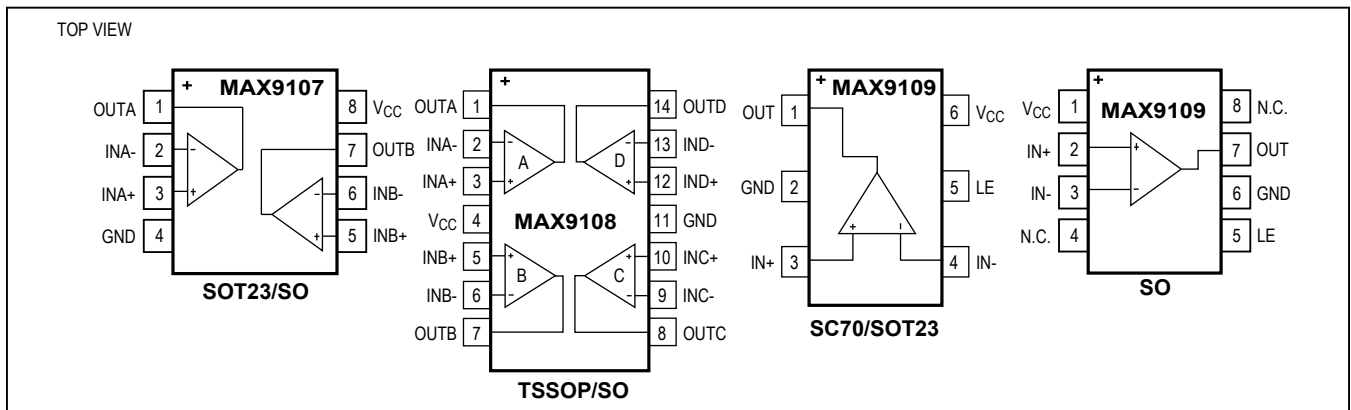 TOP VIEW
+
MAX9107
OUTA 1
8 VCC
INA- 2
-
7 OUTB
INA+ 3
+
- 6 INB-
GND 4
+ 5 INB+
SOT23/SO
+
OUTA 1
14 OUTD
INA- 2 - A
D - 13 IND-
INA+ 3 +
+ 12 IND+
VCC 4
MAX9108
11 GND
INB+ 5 + B
C + 10 INC+
INB- 6 -
- 9 INC-
OUTB 7
8 OUTC
TSSOP/SO
+
MAX9109
OUT 1
6 VCC
GND 2
5 LE
+ -
IN+ 3
4 IN-
SC70/SOT23
+
VCC 1
MAX9109
8 N.C.
IN+ 2 +
7 OUT
IN- 3 -
6 GND
N.C. 4
5 LE
SO